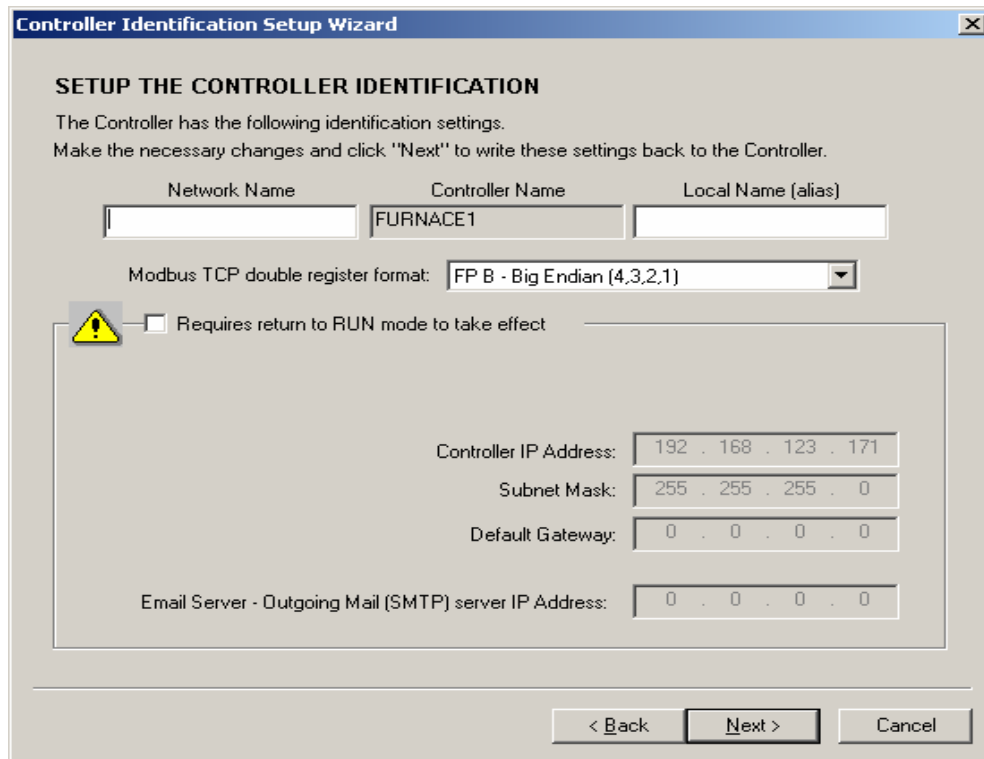 Controller Identification Setup Wizard
SETUP THE CONTROLLER IDENTIFICATION
The Controller has the following identification settings.
Make the necessary changes and click "Next" to write these settings back to the Controller.
Network Name Controller Name Local Name (alias)
FURNACE1
Modbus TCP double register format: FP B - Big Endian (4,3,2,1)
Requires return to RUN mode to take effect
Controller IP Address: 192 . 168 . 123 . 171
Subnet Mask: 255 . 255 . 255 . 0
Default Gateway: 0 . 0 . 0 . 0
Email Server - Outgoing Mail (SMTP) server IP Address: 0 . 0 . 0 . 0
< Back Next > Cancel